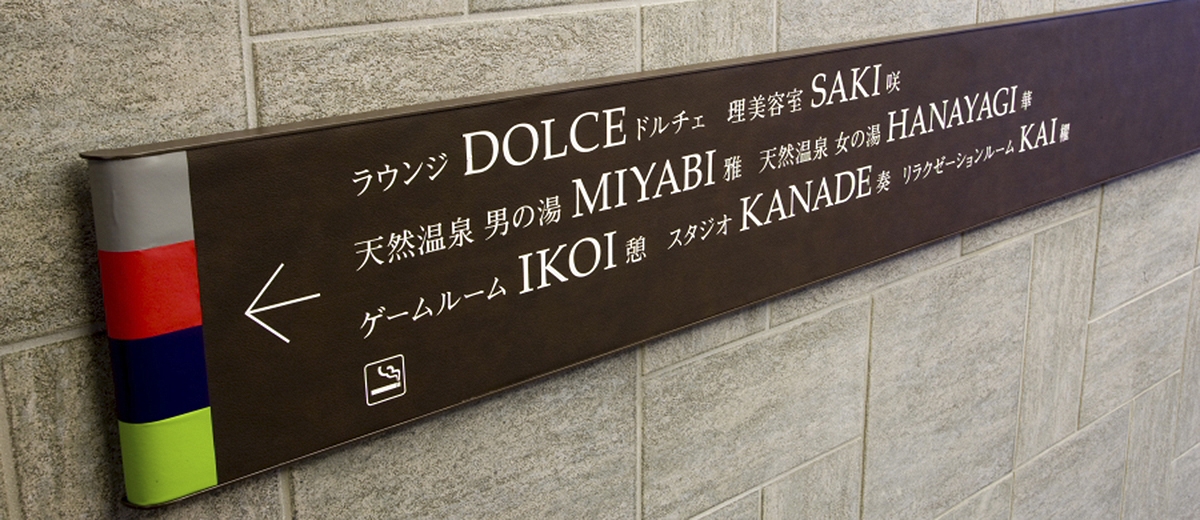 ラウンジ DOLCE ドルチェ 理美容室 SAKI 咲
天然温泉 男の湯 MIYABI 雅 天然温泉 女の湯 HANAYAGI 華
ゲームルーム IKOI 憩 スタジオ KANADE 奏 リラクゼーションルーム KAI 櫂